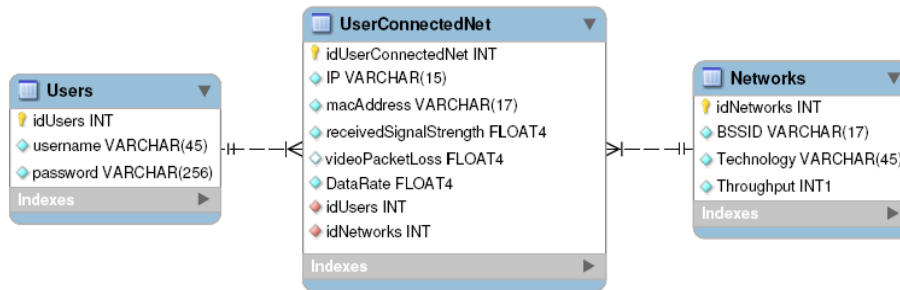 Users
idUsers INT
username VARCHAR(45)
password VARCHAR(256)
Indexes
UserConnectedNet
idUserConnectedNet INT
IP VARCHAR(15)
macAddress VARCHAR(17)
receivedSignalStrength FLOAT4
videoPacketLoss FLOAT4
DataRate FLOAT4
idUsers INT
idNetworks INT
Indexes
Networks
idNetworks INT
BSSID VARCHAR(17)
Technology VARCHAR(45)
Throughput INT1
Indexes